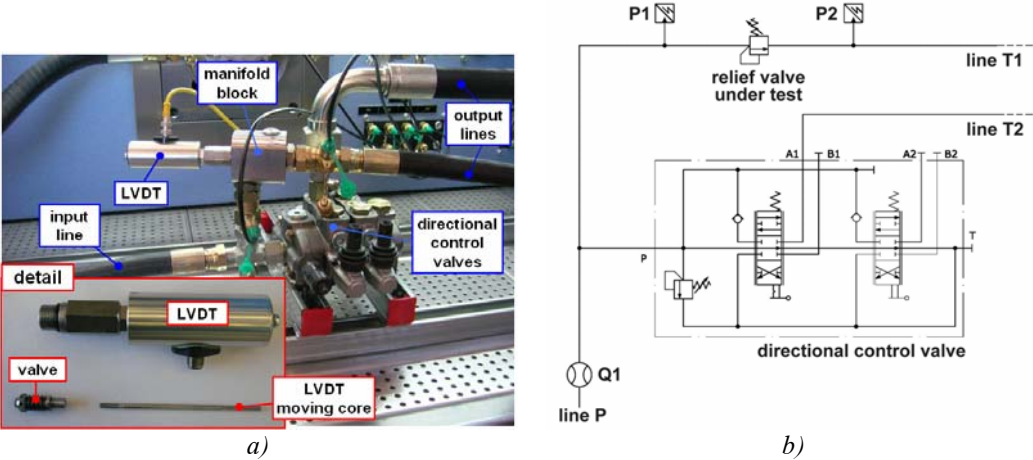 manifold
block
output
lines
LVDT
input
line
directional
control
valves
detail
LVDT
valve
LVDT
moving core
a)
P1
P2
relief valve
under test
line T1
line T2
A1
B1
A2
B2
T
P
directional control valve
Q1
line P
b)